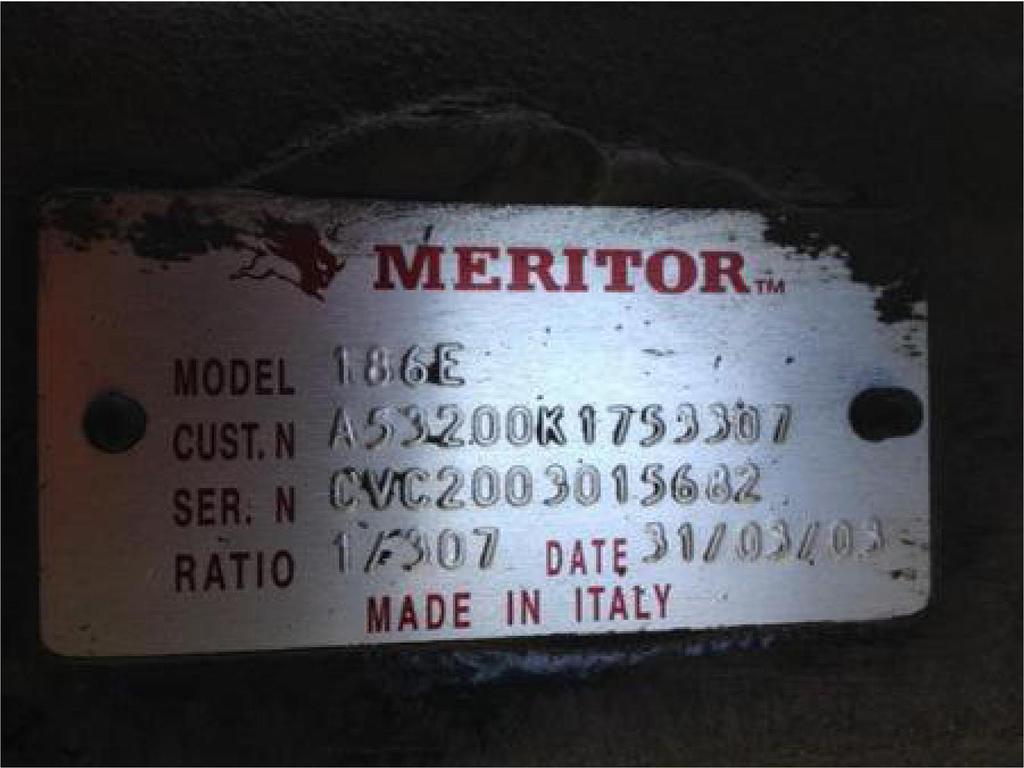 MERITOR™
MODEL 186E
CUST. N A53200K1753307
SER. N CVC2003015682
RATIO 1/307 DATE 31/03/03
MADE IN ITALY